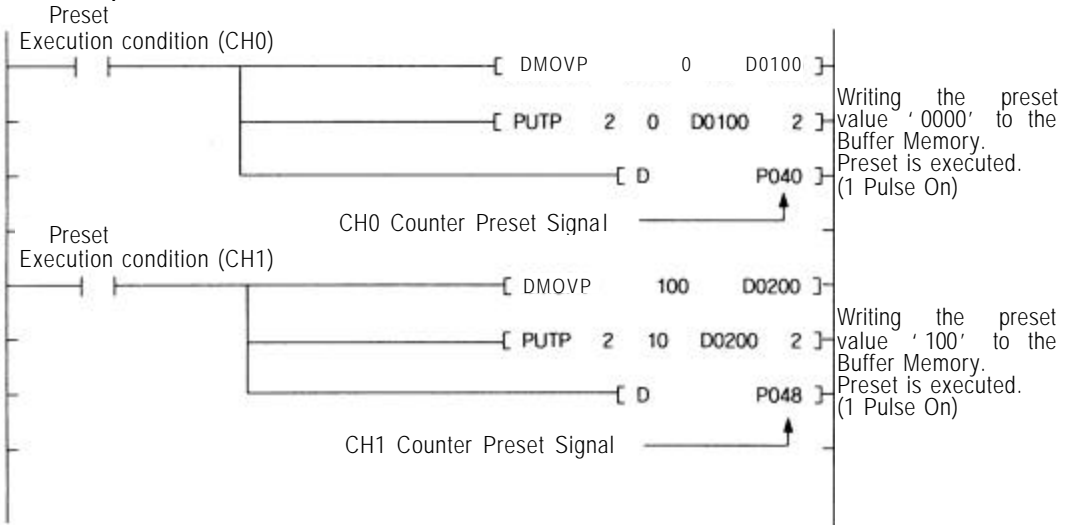 Preset
Execution condition (CH0)
[ DMOVP 0 D0100 ]
[ PUTP 2 0 D0100 2 ]
[ D P040 ]
Writing the preset
value ‘ 0000’ to the
Buffer Memory.
Preset is executed.
(1 Pulse On)
CH0 Counter Preset Signal
Preset
Execution condition (CH1)
[ DMOVP 100 D0200 ]
[ PUTP 2 10 D0200 2 ]
[ D P048 ]
Writing the preset
value ‘ 100’ to the
Buffer Memory.
Preset is executed.
(1 Pulse On)
CH1 Counter Preset Signal